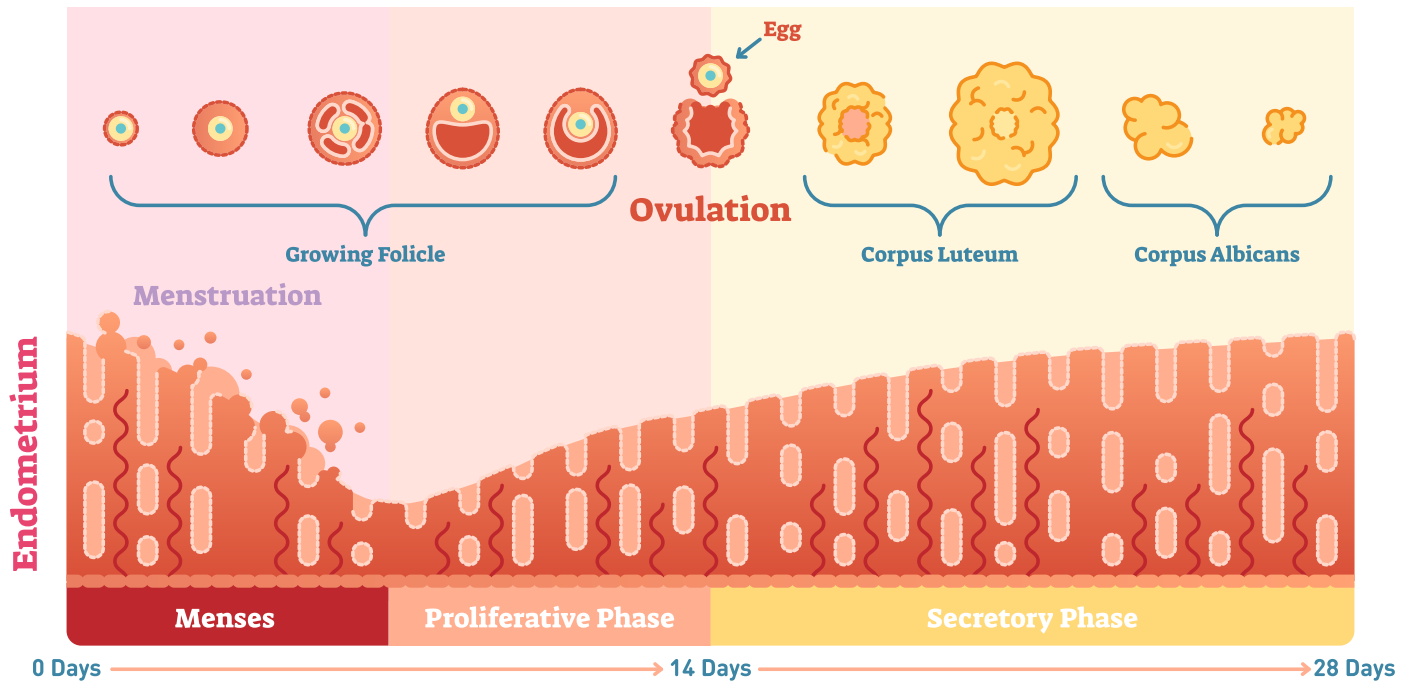 Egg
Ovulation
Growing Folicle
Corpus Luteum
Corpus Albicans
Menstruation
Endometrium
Menses
Proliferative Phase
Secretory Phase
0 Days
14 Days
28 Days